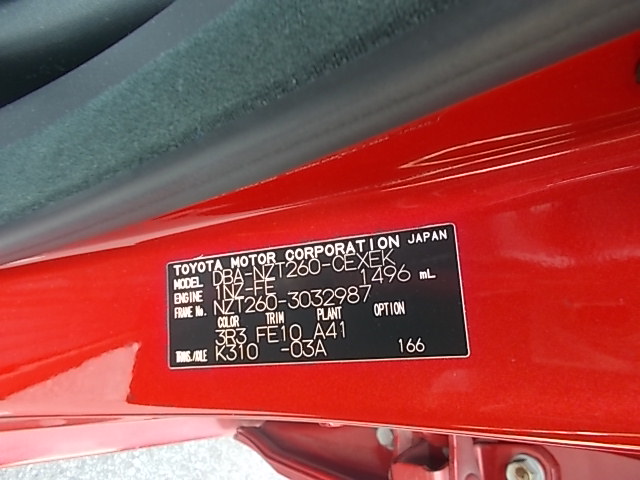 TOYOTA MOTOR CORPORATION JAPAN
MODEL DBA-NZT260-CEXEK
ENGINE 1NZ-FE 1496 mL
FRAME No. NZT260-3032987
COLOR TRIM PLANT OPTION
3R3 FE10 A41
TRANS./AXLE K310 -03A 166